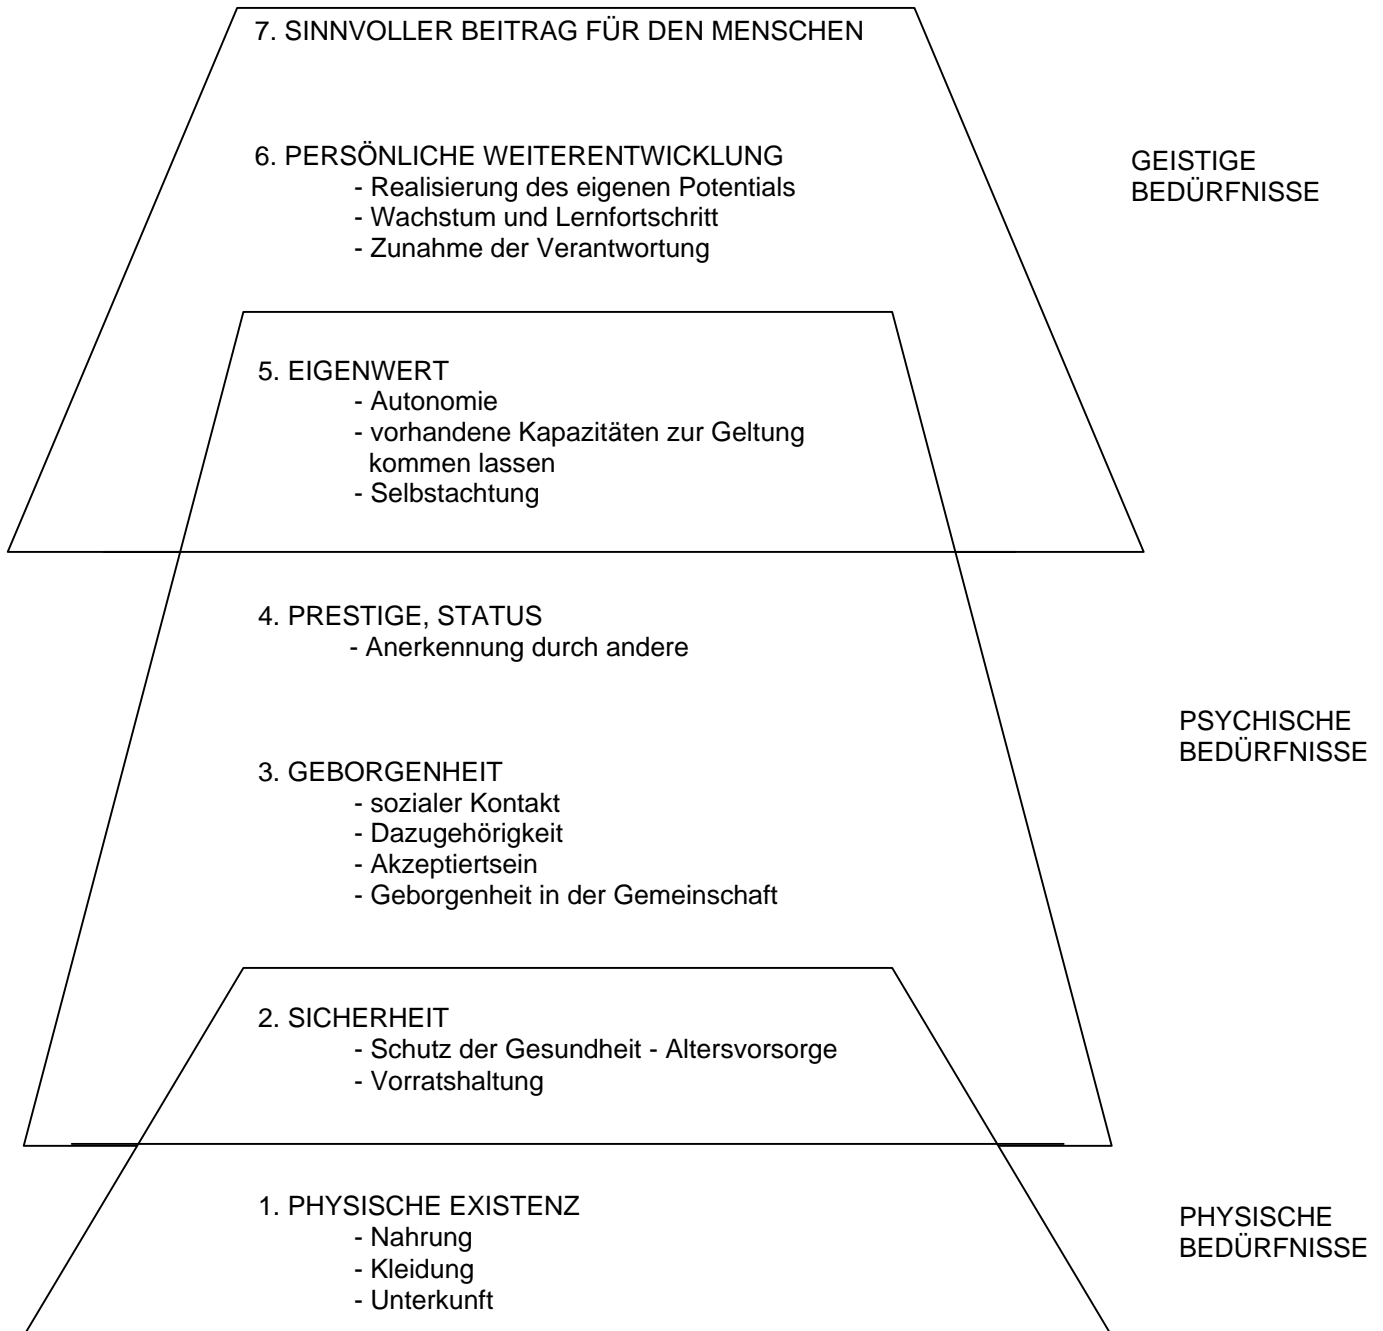 7. SINNVOLLER BEITRAG FÜR DEN MENSCHEN
6. PERSÖNLICHE WEITERENTWICKLUNG
- Realisierung des eigenen Potentials
- Wachstum und Lernfortschritt
- Zunahme der Verantwortung
GEISTIGE
BEDÜRFNISSE
5. EIGENWERT
- Autonomie
- vorhandene Kapazitäten zur Geltung
kommen lassen
- Selbstachtung
4. PRESTIGE, STATUS
- Anerkennung durch andere
3. GEBORGENHEIT
- sozialer Kontakt
- Dazugehörigkeit
- Akzeptiertsein
- Geborgenheit in der Gemeinschaft
PSYCHISCHE
BEDÜRFNISSE
2. SICHERHEIT
- Schutz der Gesundheit - Altersvorsorge
- Vorratshaltung
1. PHYSISCHE EXISTENZ
- Nahrung
- Kleidung
- Unterkunft
PHYSISCHE
BEDÜRFNISSE